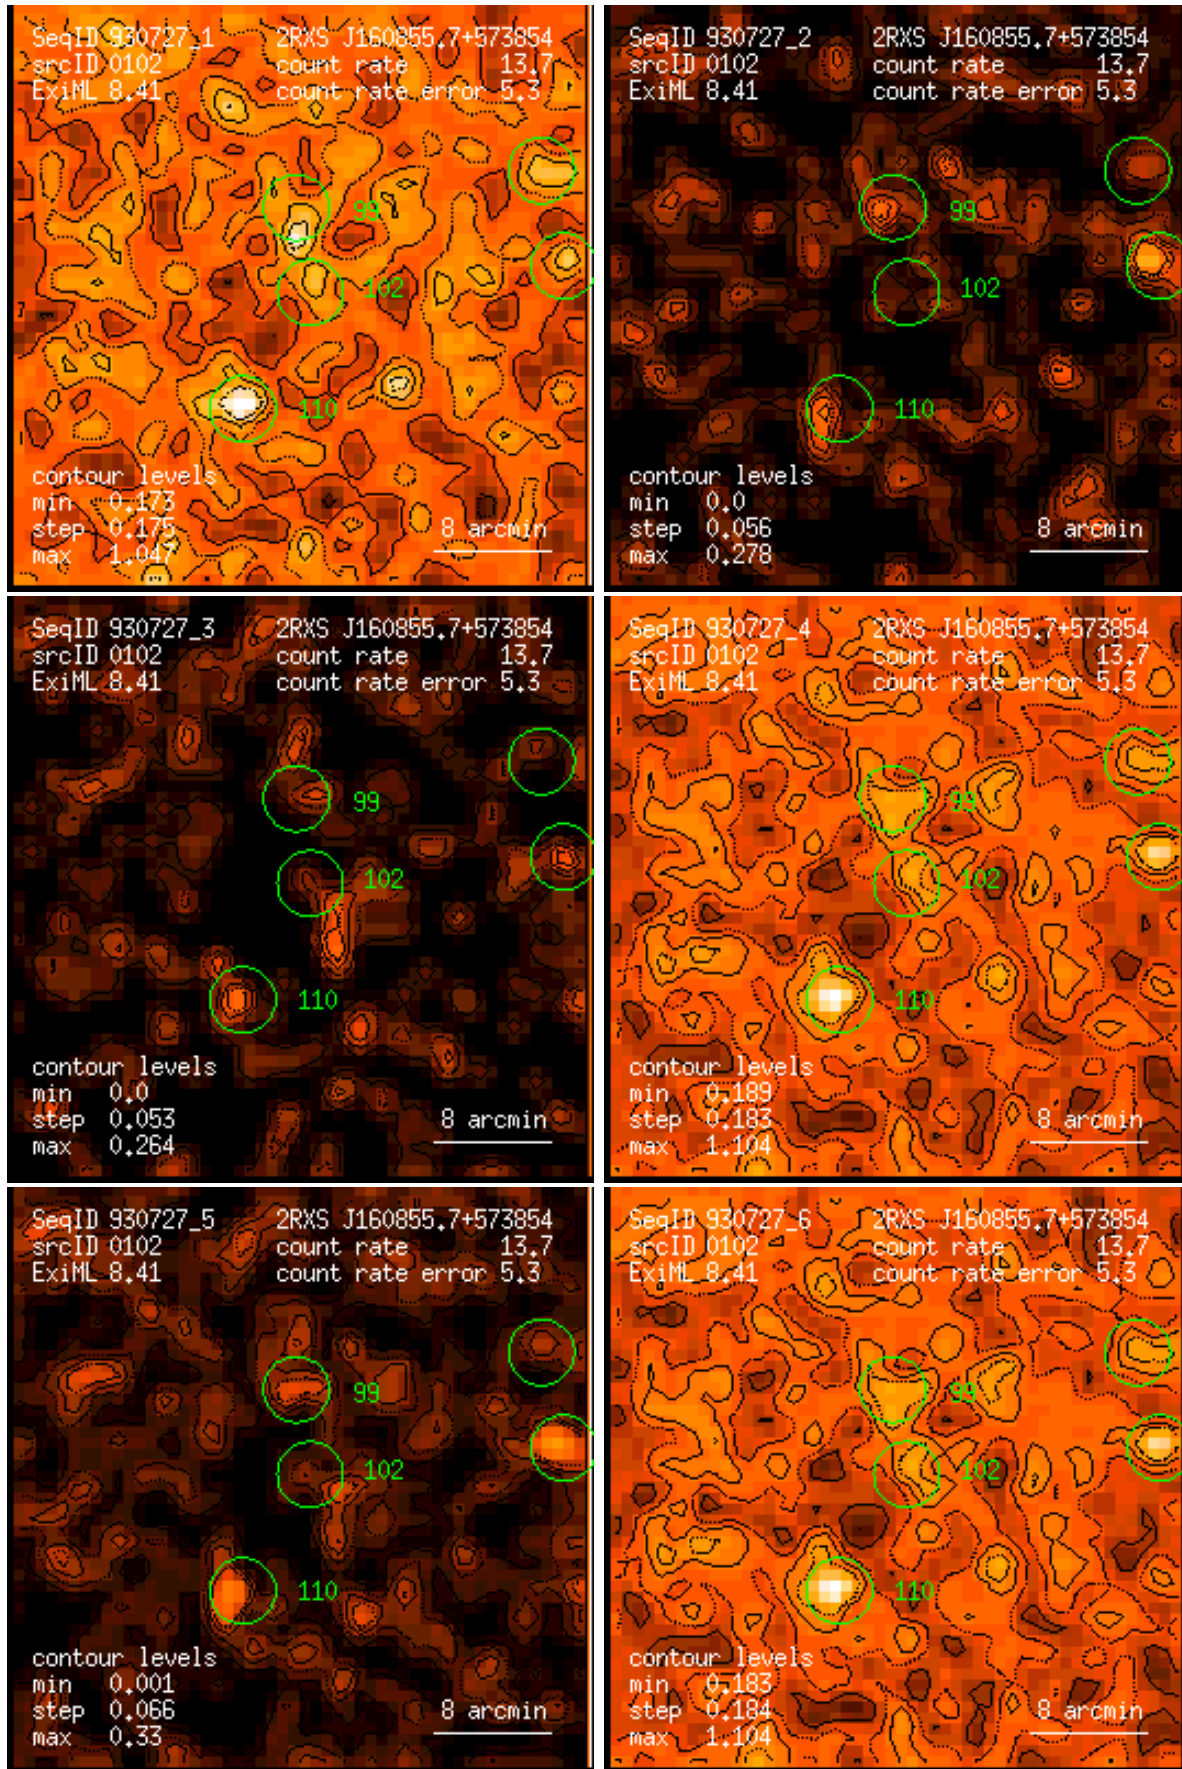 SeqID 930727_1 2RXS J160855.7+573854
srcID 0102 count rate 13.7
ExiML 8.41 count rate error 5.3
99
102
110
contour levels
min 0.173
step 0.175
max 1.047
8 arcmin
SeqID 930727_2 2RXS J160855.7+573854
srcID 0102 count rate 13.7
ExiML 8.41 count rate error 5.3
99
102
110
contour levels
min 0.0
step 0.056
max 0.278
8 arcmin
SeqID 930727_3 2RXS J160855.7+573854
srcID 0102 count rate 13.7
ExiML 8.41 count rate error 5.3
99
102
110
contour levels
min 0.0
step 0.053
max 0.264
8 arcmin
SeqID 930727_4 2RXS J160855.7+573854
srcID 0102 count rate 13.7
ExiML 8.41 count rate error 5.3
99
102
110
contour levels
min 0.189
step 0.183
max 1.104
8 arcmin
SeqID 930727_5 2RXS J160855.7+573854
srcID 0102 count rate 13.7
ExiML 8.41 count rate error 5.3
99
102
110
contour levels
min 0.001
step 0.066
max 0.33
8 arcmin
SeqID 930727_6 2RXS J160855.7+573854
srcID 0102 count rate 13.7
ExiML 8.41 count rate error 5.3
99
102
110
contour levels
min 0.183
step 0.184
max 1.104
8 arcmin